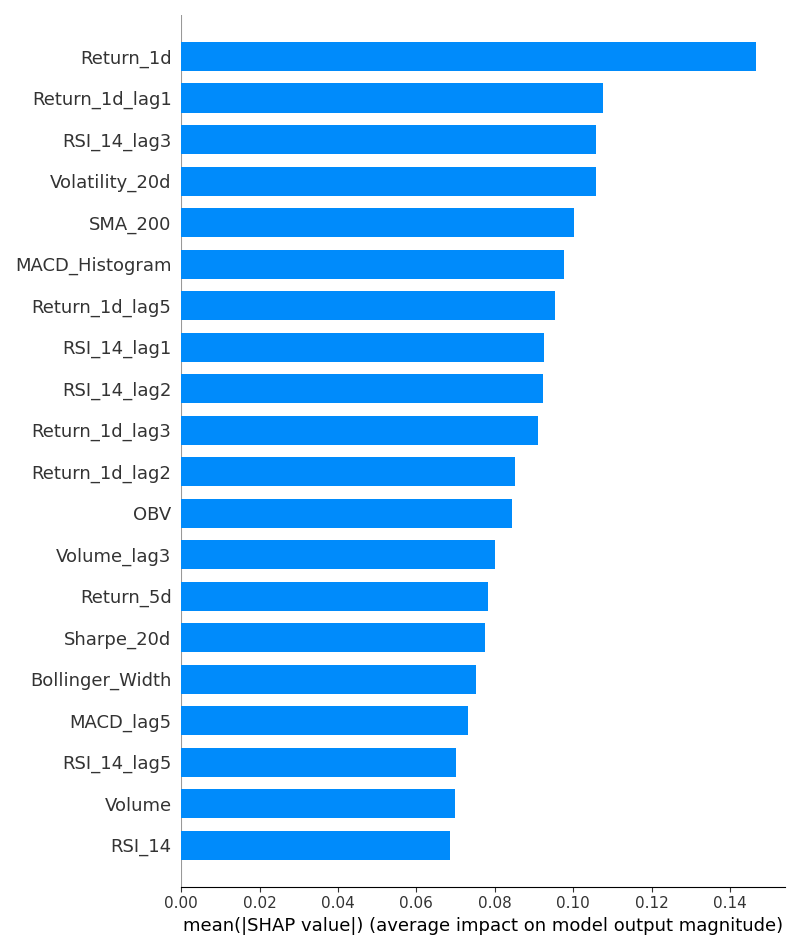 Return_1d
Return_1d_lag1
RSI_14_lag3
Volatility_20d
SMA_200
MACD_Histogram
Return_1d_lag5
RSI_14_lag1
RSI_14_lag2
Return_1d_lag3
Return_1d_lag2
OBV
Volume_lag3
Return_5d
Sharpe_20d
Bollinger_Width
MACD_lag5
RSI_14_lag5
Volume
RSI_14
0.00 0.02 0.04 0.06 0.08 0.10 0.12 0.14
mean(|SHAP value|) (average impact on model output magnitude)